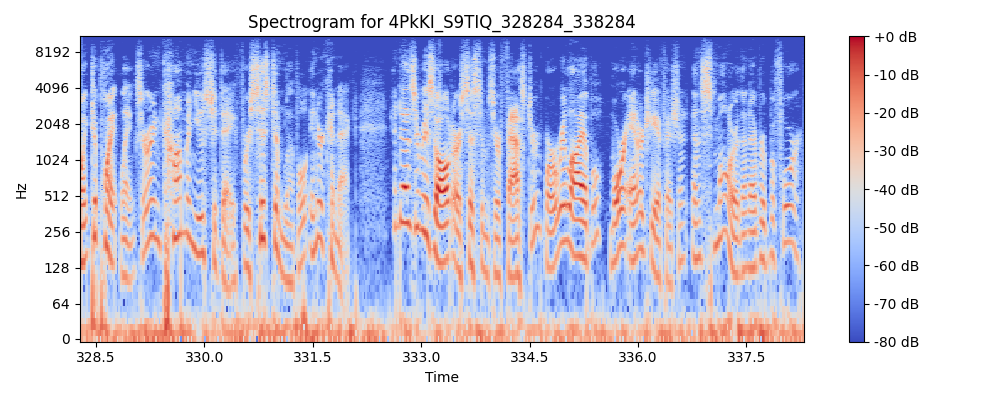 Spectrogram for 4PkKI_S9TIQ_328284_338284
8192
4096
2048
1024
512
256
128
64
0
Hz
328.5
330.0
331.5
333.0
334.5
336.0
337.5
Time
+0 dB
-10 dB
-20 dB
-30 dB
-40 dB
-50 dB
-60 dB
-70 dB
-80 dB